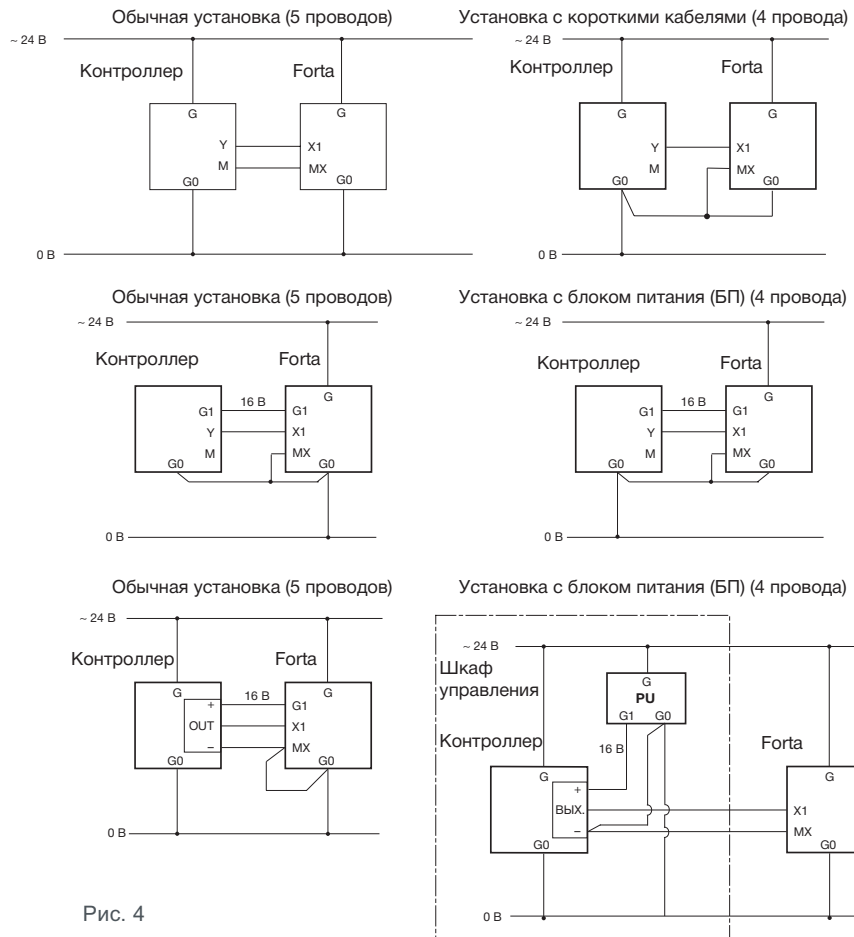 Обычная установка (5 проводов)
~ 24 В
Контроллер
Forta
G
G
Y
X1
M
MX
G0
G0
0 В
Установка с короткими кабелями (4 провода)
~ 24 В
Контроллер
Forta
G
G
Y
X1
M
MX
G0
G0
0 В
Обычная установка (5 проводов)
~ 24 В
Контроллер
Forta
G
16 В
G1
G1
Y
X1
M
MX
G0
G0
0 В
Установка с блоком питания (БП) (4 провода)
~ 24 В
Контроллер
Forta
G
16 В
G1
G1
Y
X1
M
MX
G0
G0
0 В
Обычная установка (5 проводов)
~ 24 В
Контроллер
Forta
G
G
+
16 В
G1
OUT
X1
–
MX
G0
G0
0 В
Установка с блоком питания (БП) (4 провода)
~ 24 В
Шкаф
управления
G
PU
G1
G0
Контроллер
16 В
Forta
G
G
+
ВЫХ.
X1
–
MX
G0
G0
0 В
Рис. 4